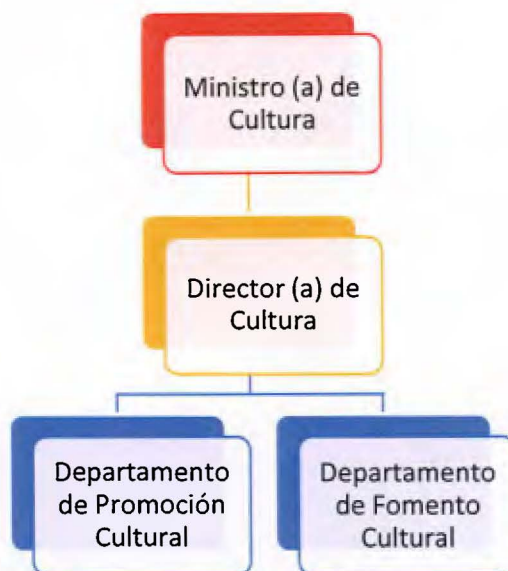 Ministro (a) de
Cultura
Director (a) de
Cultura
Departamento
de Promoción
Cultural
Departamento
de Fomento
Cultural